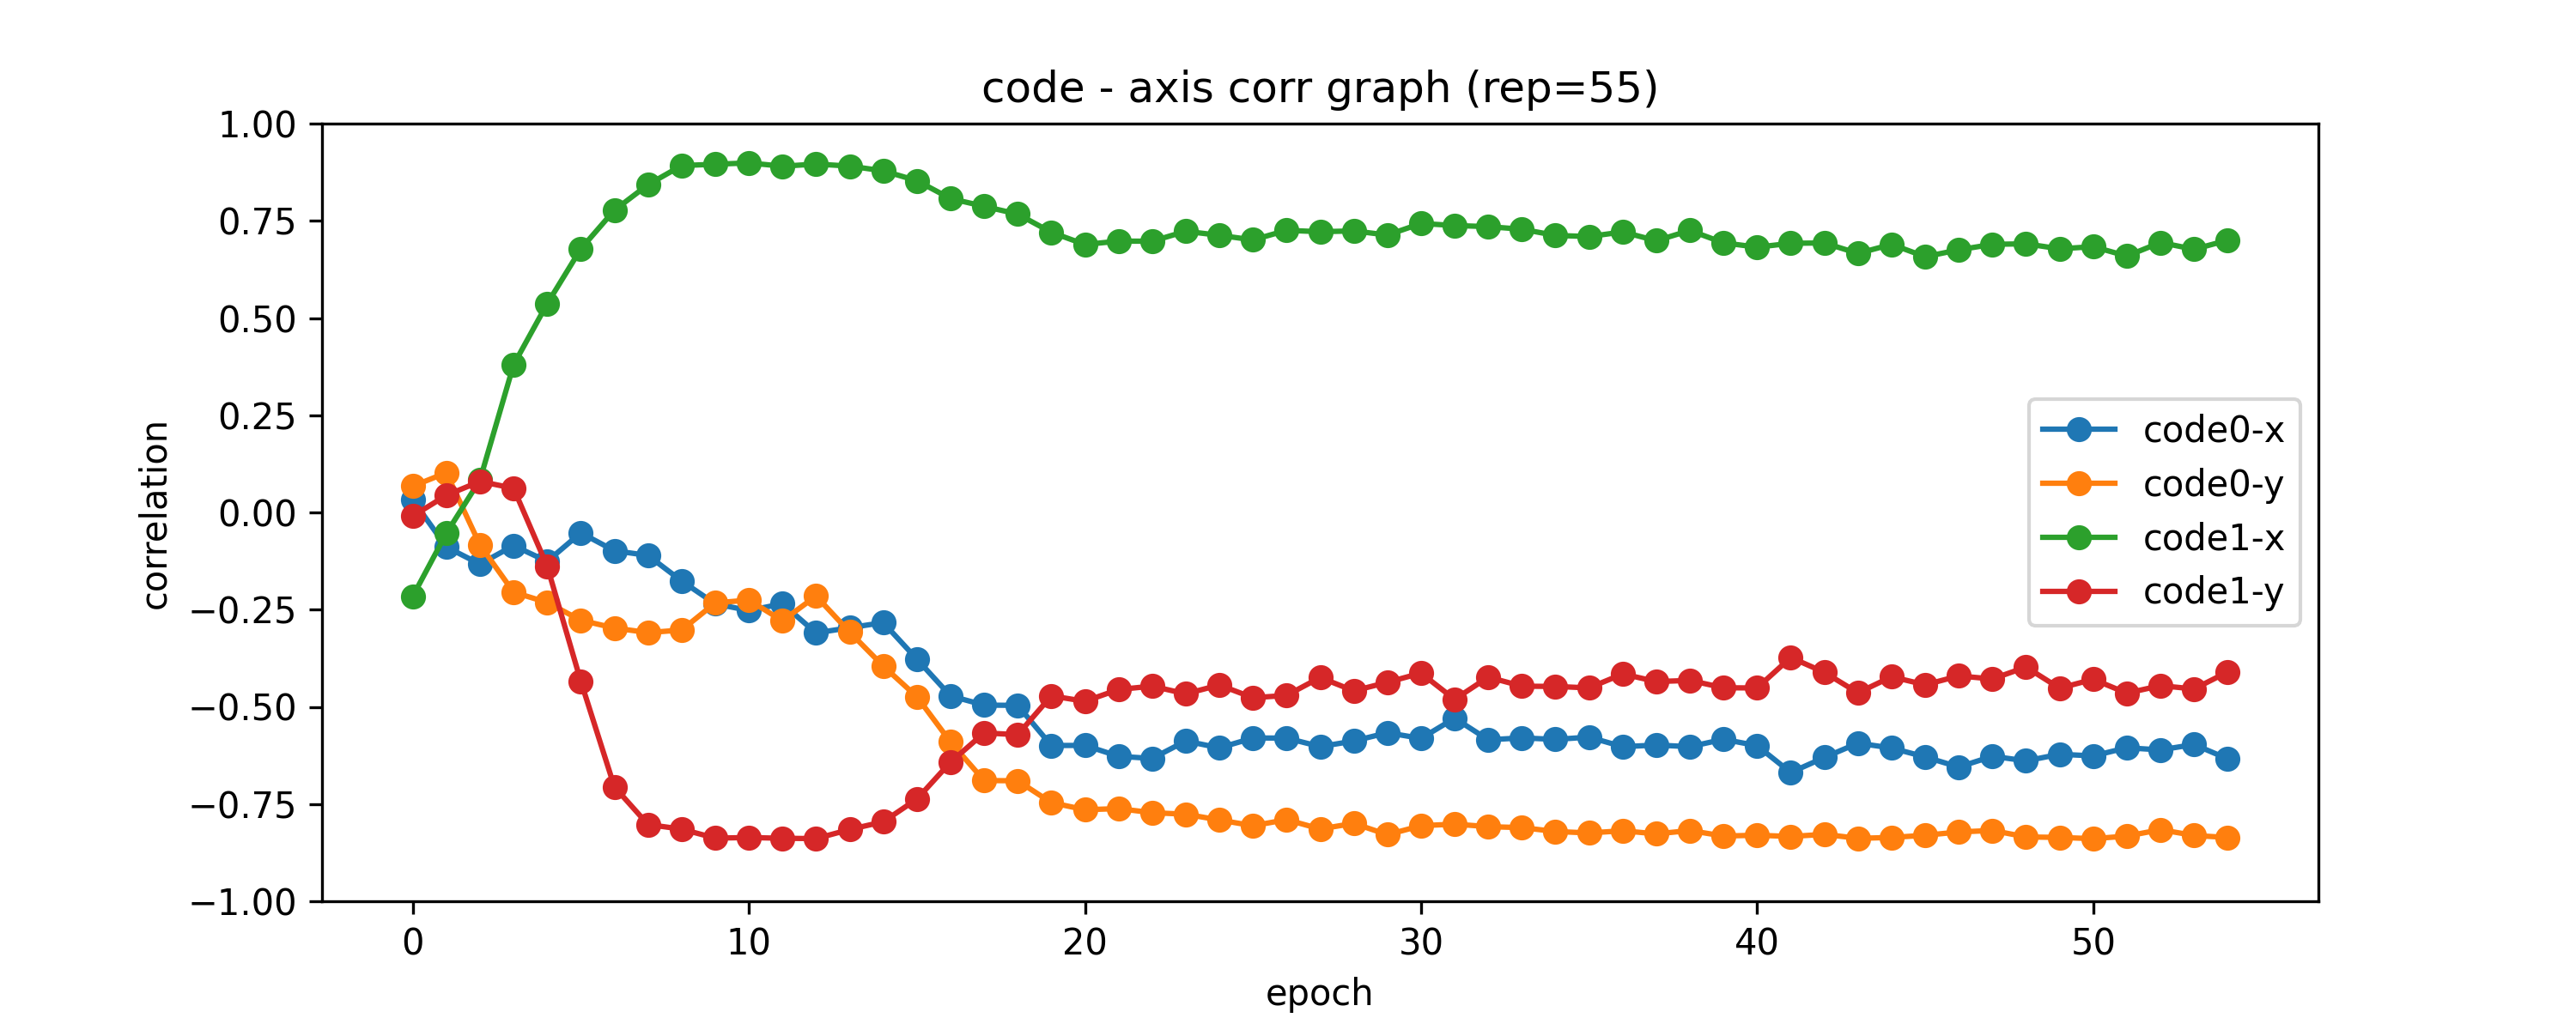 code - axis corr graph (rep=55)
1.00
0.75
0.50
0.25
0.00
−0.25
−0.50
−0.75
−1.00
correlation
code0-x
code0-y
code1-x
code1-y
0 10 20 30 40 50
epoch